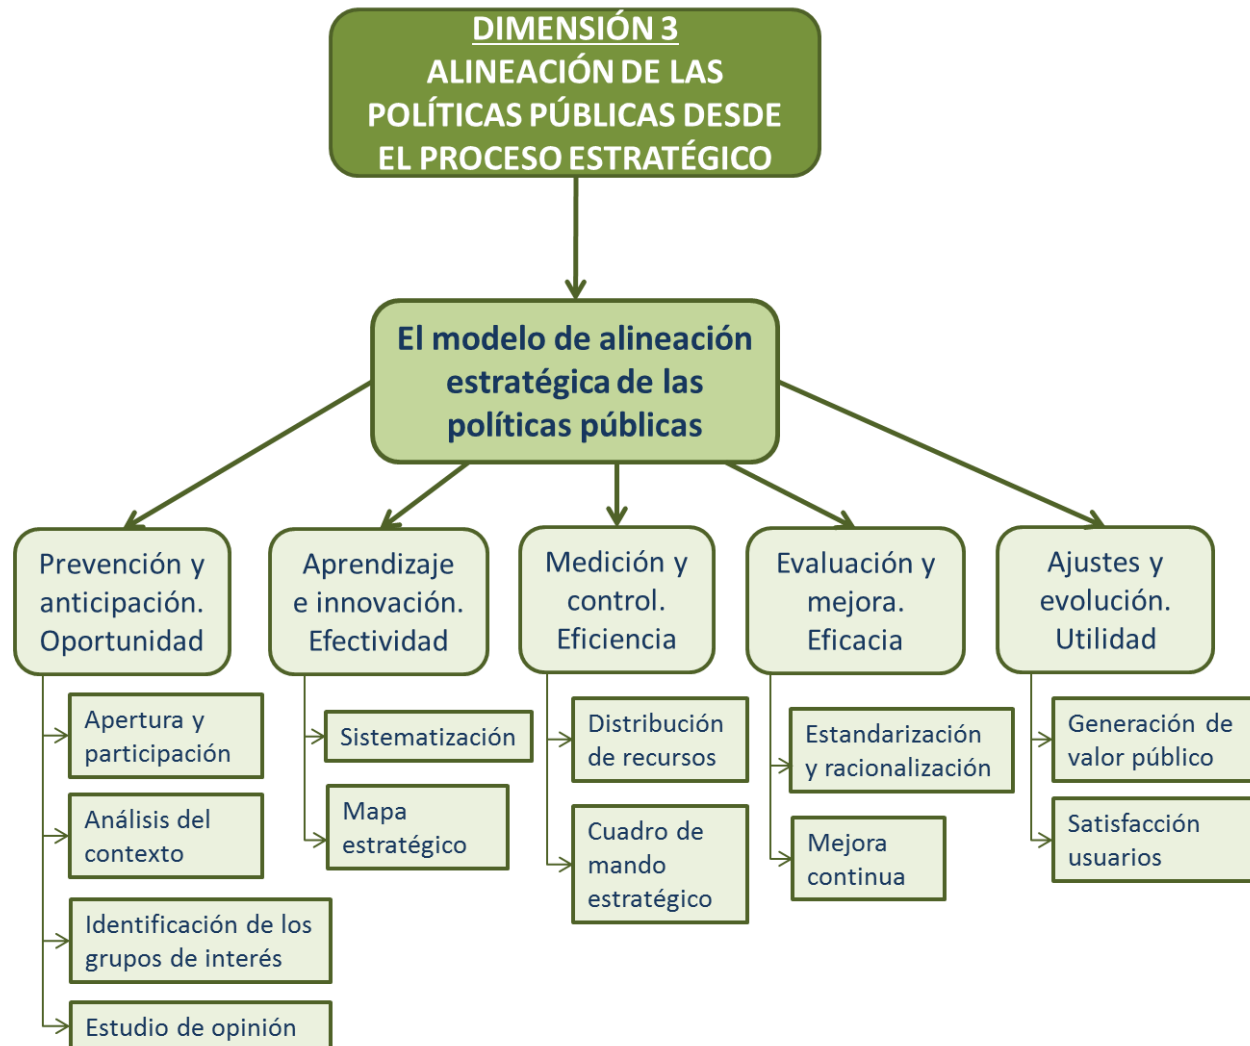 DIMENSIÓN 3
ALINEACIÓN DE LAS
POLÍTICAS PÚBLICAS DESDE
EL PROCESO ESTRATÉGICO
El modelo de alineación
estratégica de las
políticas públicas
Prevención y
anticipación.
Oportunidad
Apertura y
participación
Análisis del
contexto
Identificación de los
grupos de interés
Estudio de opinión
Aprendizaje
e innovación.
Efectividad
Sistematización
Mapa
estratégico
Medición y
control.
Eficiencia
Distribución
de recursos
Cuadro de
mando
estratégico
Evaluación y
mejora.
Eficacia
Estandarización
y racionalización
Mejora
continua
Ajustes y
evolución.
Utilidad
Generación de
valor público
Satisfacción
usuarios